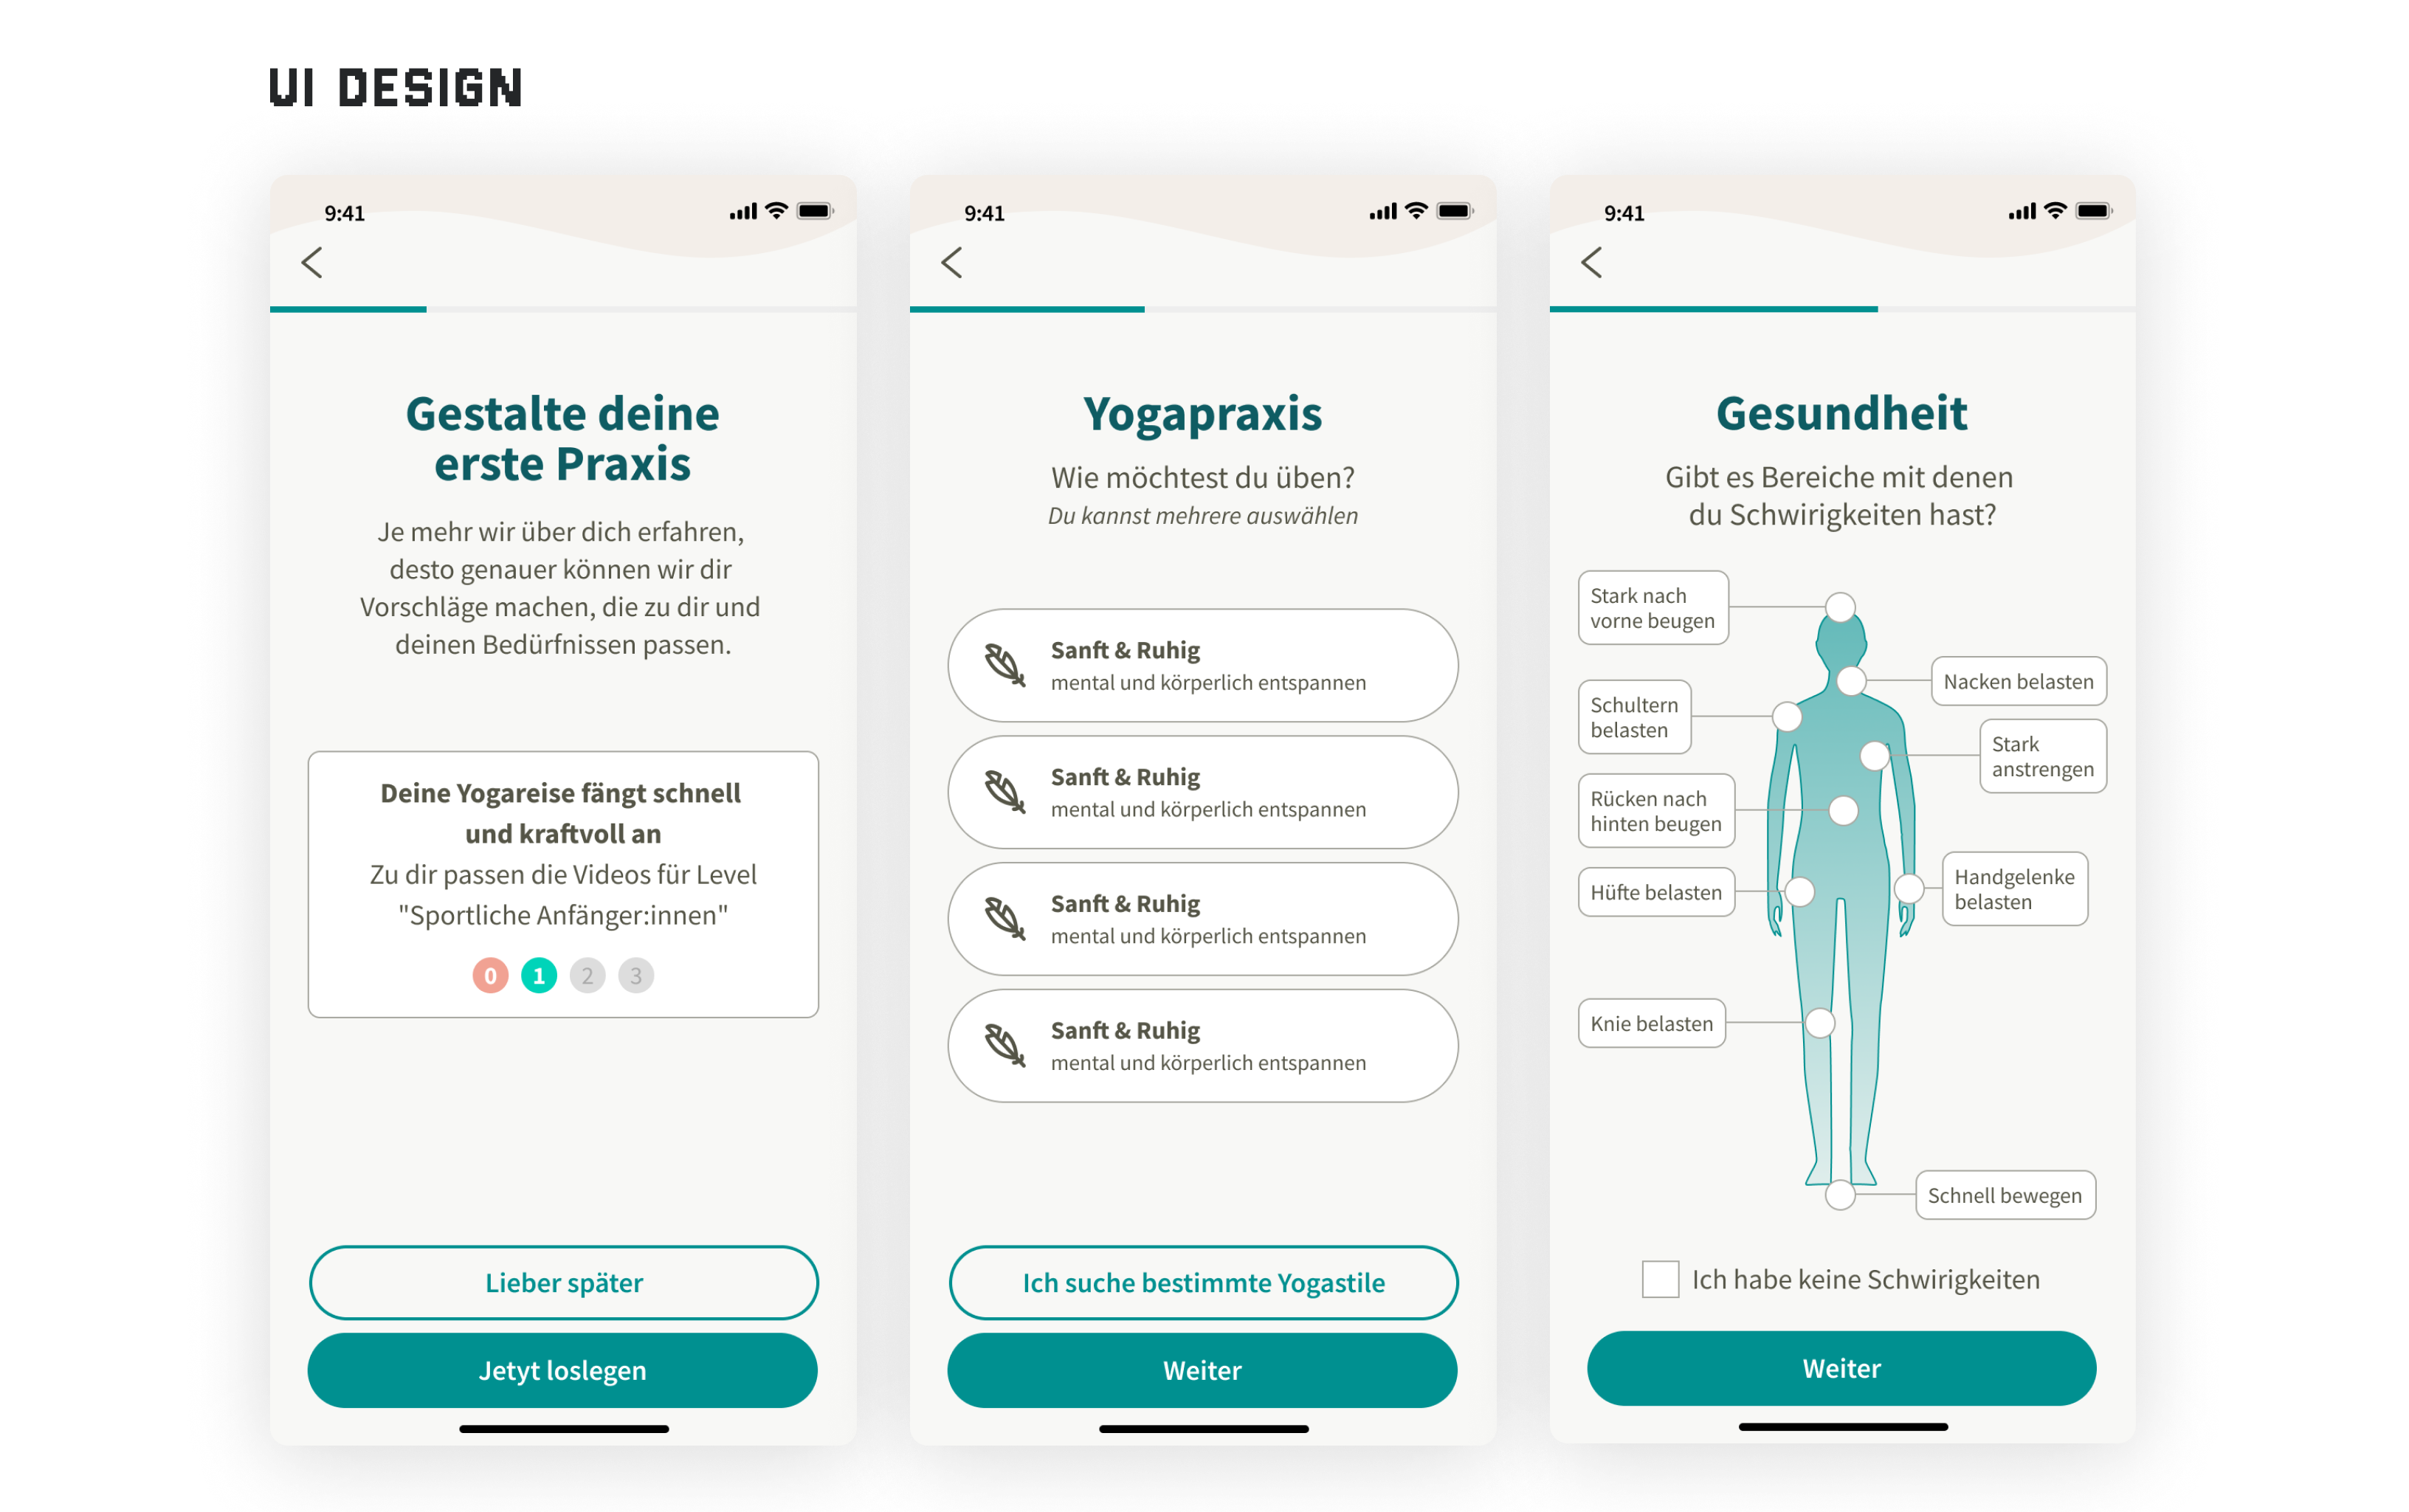 UI DESIGN
9:41
Gestalte deine
erste Praxis
Je mehr wir über dich erfahren,
desto genauer können wir dir
Vorschläge machen, die zu dir und
deinen Bedürfnissen passen.
Deine Yogareise fängt schnell
und kraftvoll an
Zu dir passen die Videos für Level
"Sportliche Anfänger:innen"
0 1 2 3
Lieber später
Jetyt loslegen
9:41
Yogapraxis
Wie möchtest du üben?
Du kannst mehrere auswählen
Sanft & Ruhig
mental und körperlich entspannen
Sanft & Ruhig
mental und körperlich entspannen
Sanft & Ruhig
mental und körperlich entspannen
Sanft & Ruhig
mental und körperlich entspannen
Ich suche bestimmte Yogastile
Weiter
9:41
Gesundheit
Gibt es Bereiche mit denen
du Schwirigkeiten hast?
Stark nach
vorne beugen
Nacken belasten
Schultern
belasten
Stark
anstrengen
Rücken nach
hinten beugen
Hüfte belasten
Handgelenke
belasten
Knie belasten
Schnell bewegen
Ich habe keine Schwirigkeiten
Weiter